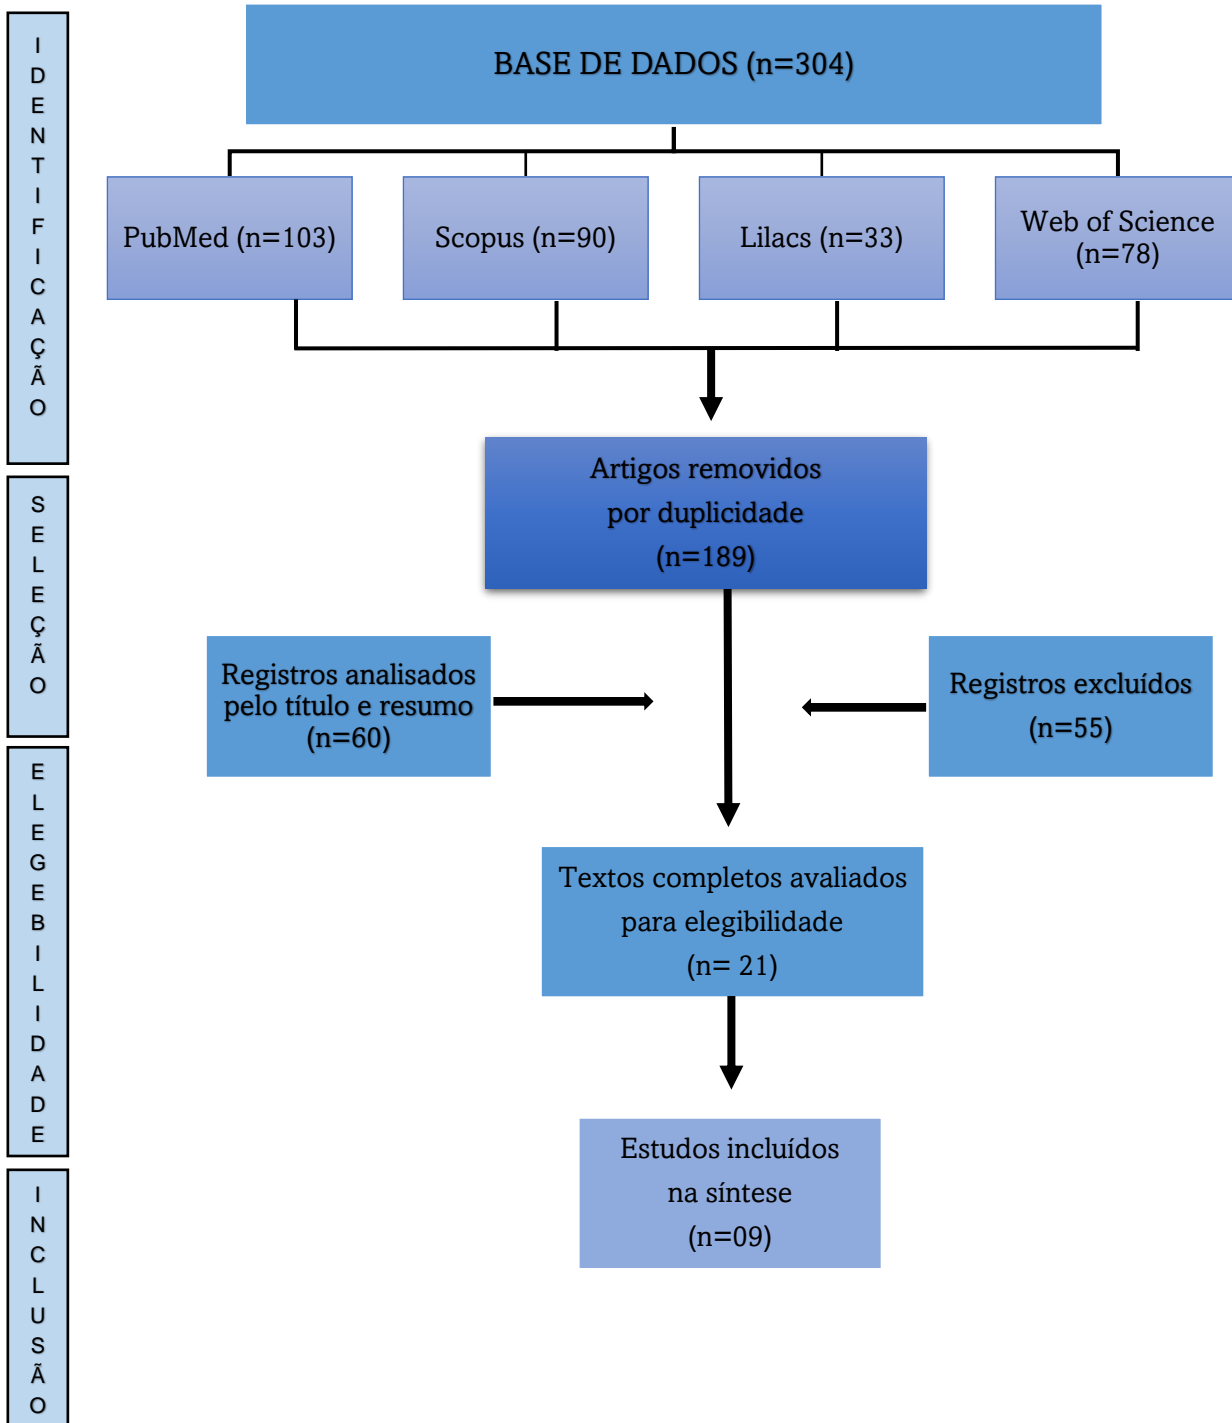 IDENTIFICAÇÃO
BASE DE DADOS (n=304)
PubMed (n=103)
Scopus (n=90)
Lilacs (n=33)
Web of Science
(n=78)
SELEÇÃO
Artigos removidos
por duplicidade
(n=189)
Registros analisados
pelo título e resumo
(n=60)
Registros excluídos
(n=55)
ELEGEBILIDADE
Textos completos avaliados
para elegibilidade
(n= 21)
INCLUSÃO
Estudos incluídos
na síntese
(n=09)